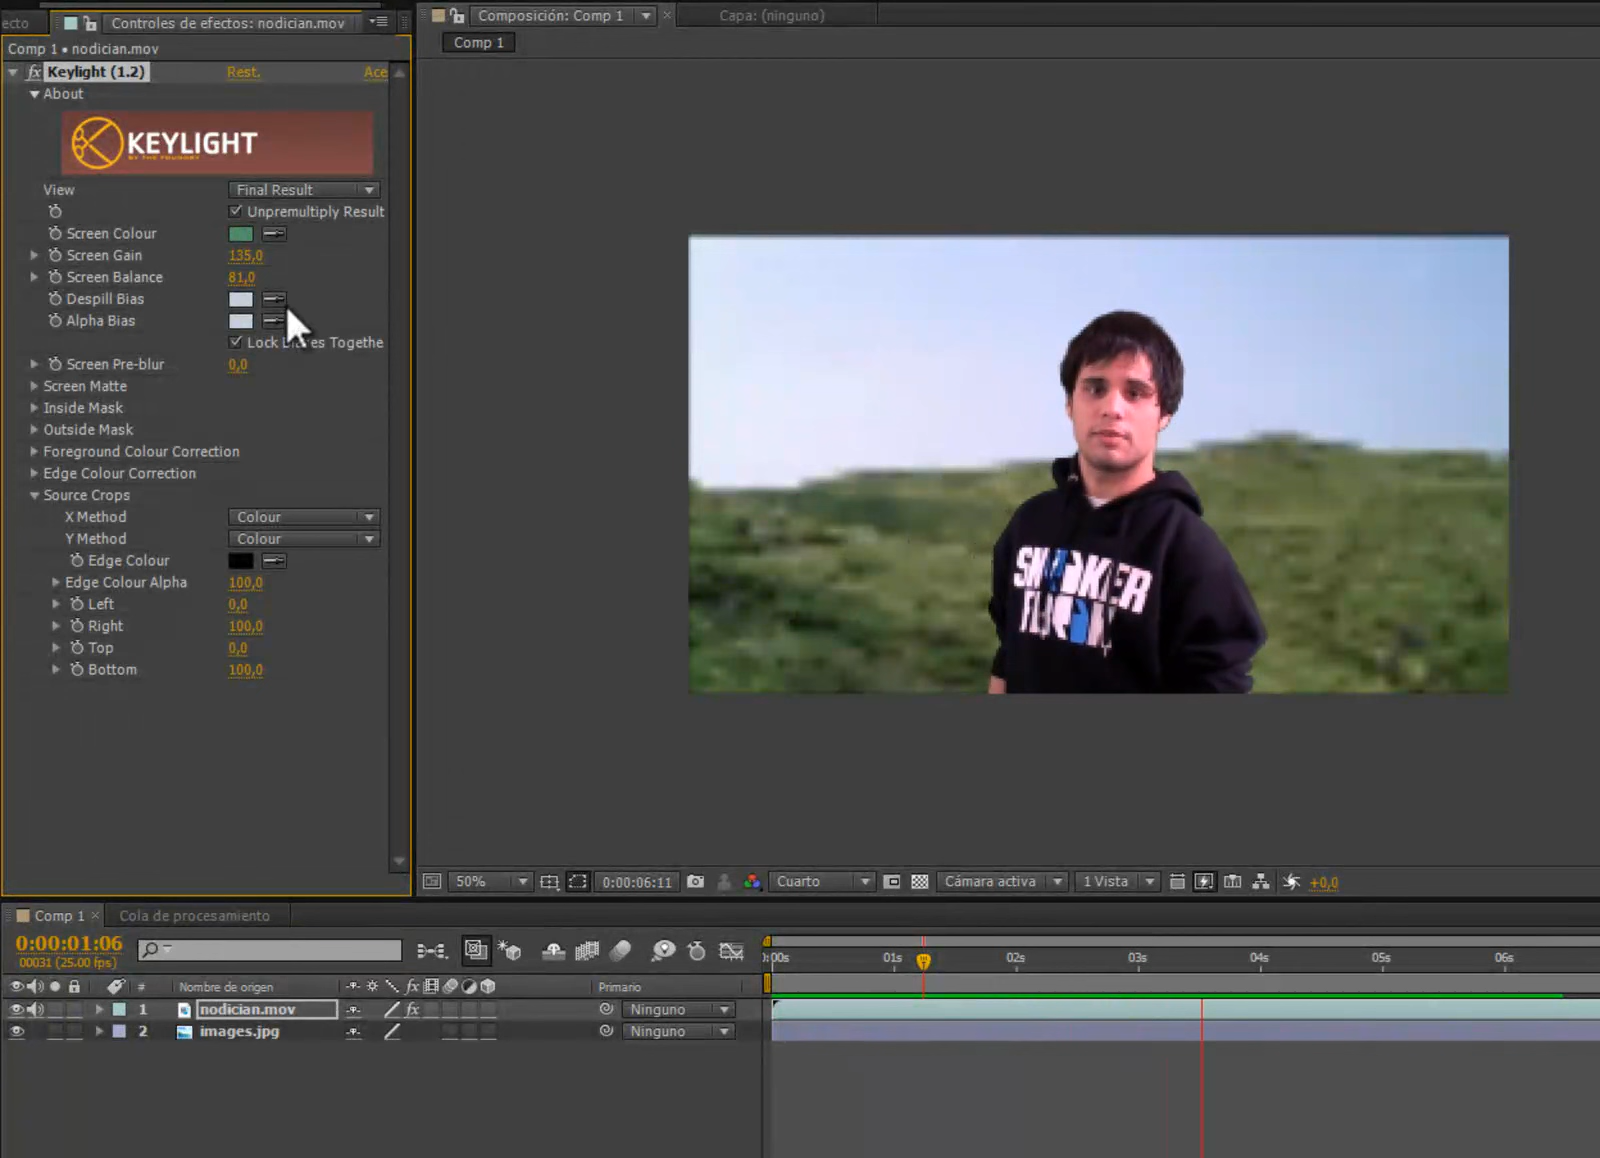 ecto
Controles de efectos: nodician.mov
Composición: Comp 1
Capa: (ninguno)
Comp 1 • nodician.mov
Comp 1
fx Keylight (1.2) Rest. Ace
About
KEYLIGHT
BY THE FOUNDRY
View Final Result
Unpremultiply Result
Screen Colour
Screen Gain 135,0
Screen Balance 81,0
Despill Bias
Alpha Bias
Lock Togethe
Screen Pre-blur 0,0
Screen Matte
Inside Mask
Outside Mask
Foreground Colour Correction
Edge Colour Correction
Source Crops
X Method Colour
Y Method Colour
Edge Colour
Edge Colour Alpha 100,0
Left 0,0
Right 100,0
Top 0,0
Bottom 100,0
50% 0:00:06:11 Cuarto Cámara activa 1 Vista +0,0
Comp 1
Cola de procesamiento
0:00:01:06
00031 (25.00 fps)
:00s 01s 02s 03s 04s 05s 06s
# Nombre de origen fx Primario
1 nodician.mov fx Ninguno
2 images.jpg Ninguno